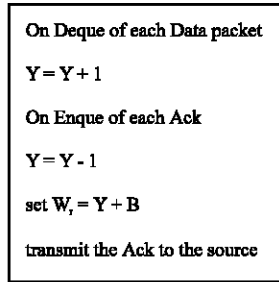 On Deque of each Data packet
Y = Y + 1
On Enque of each Ack
Y = Y - 1
set Wr = Y + B
transmit the Ack to the source